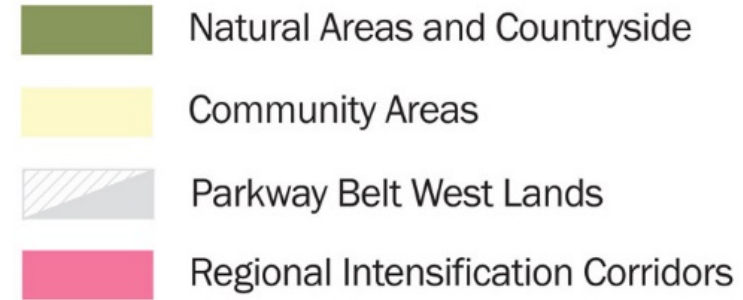 Natural Areas and Countryside
Community Areas
Parkway Belt West Lands
Regional Intensification Corridors